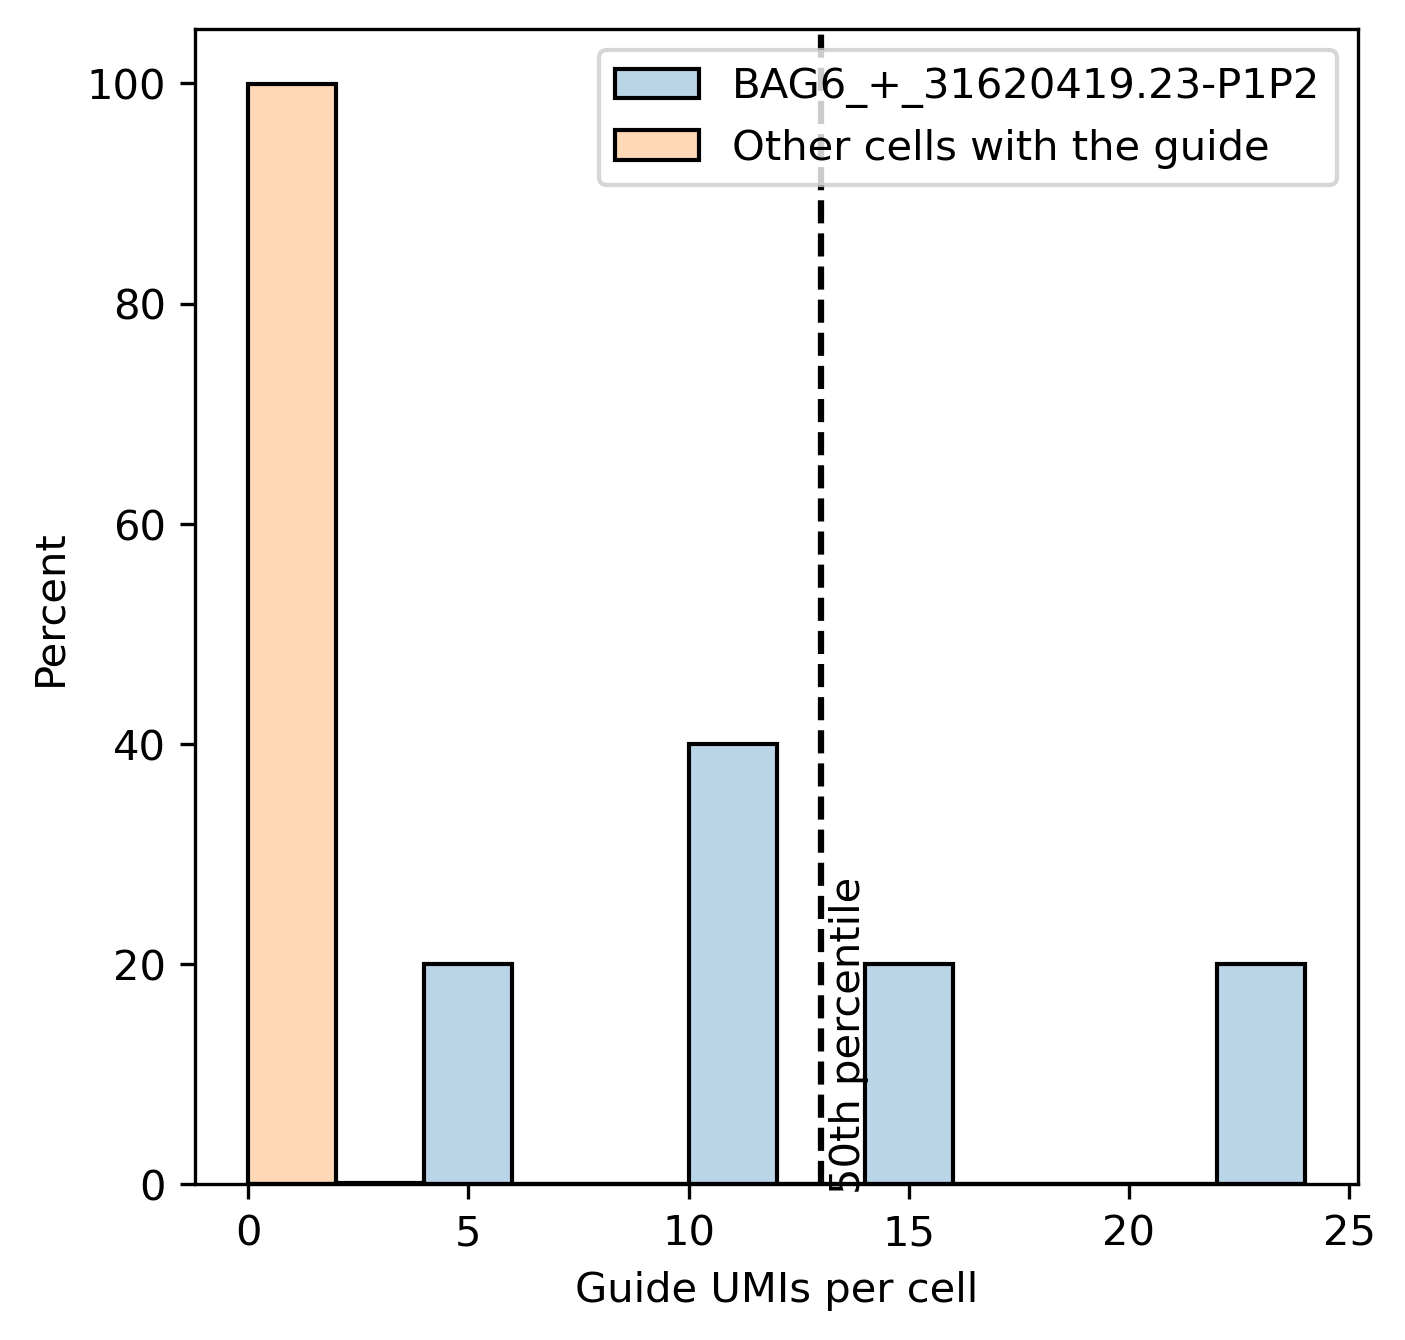 BAG6_+_31620419.23-P1P2
Other cells with the guide
100
80
60
40
20
0
Percent
50th percentile
0 5 10 15 20 25
Guide UMIs per cell